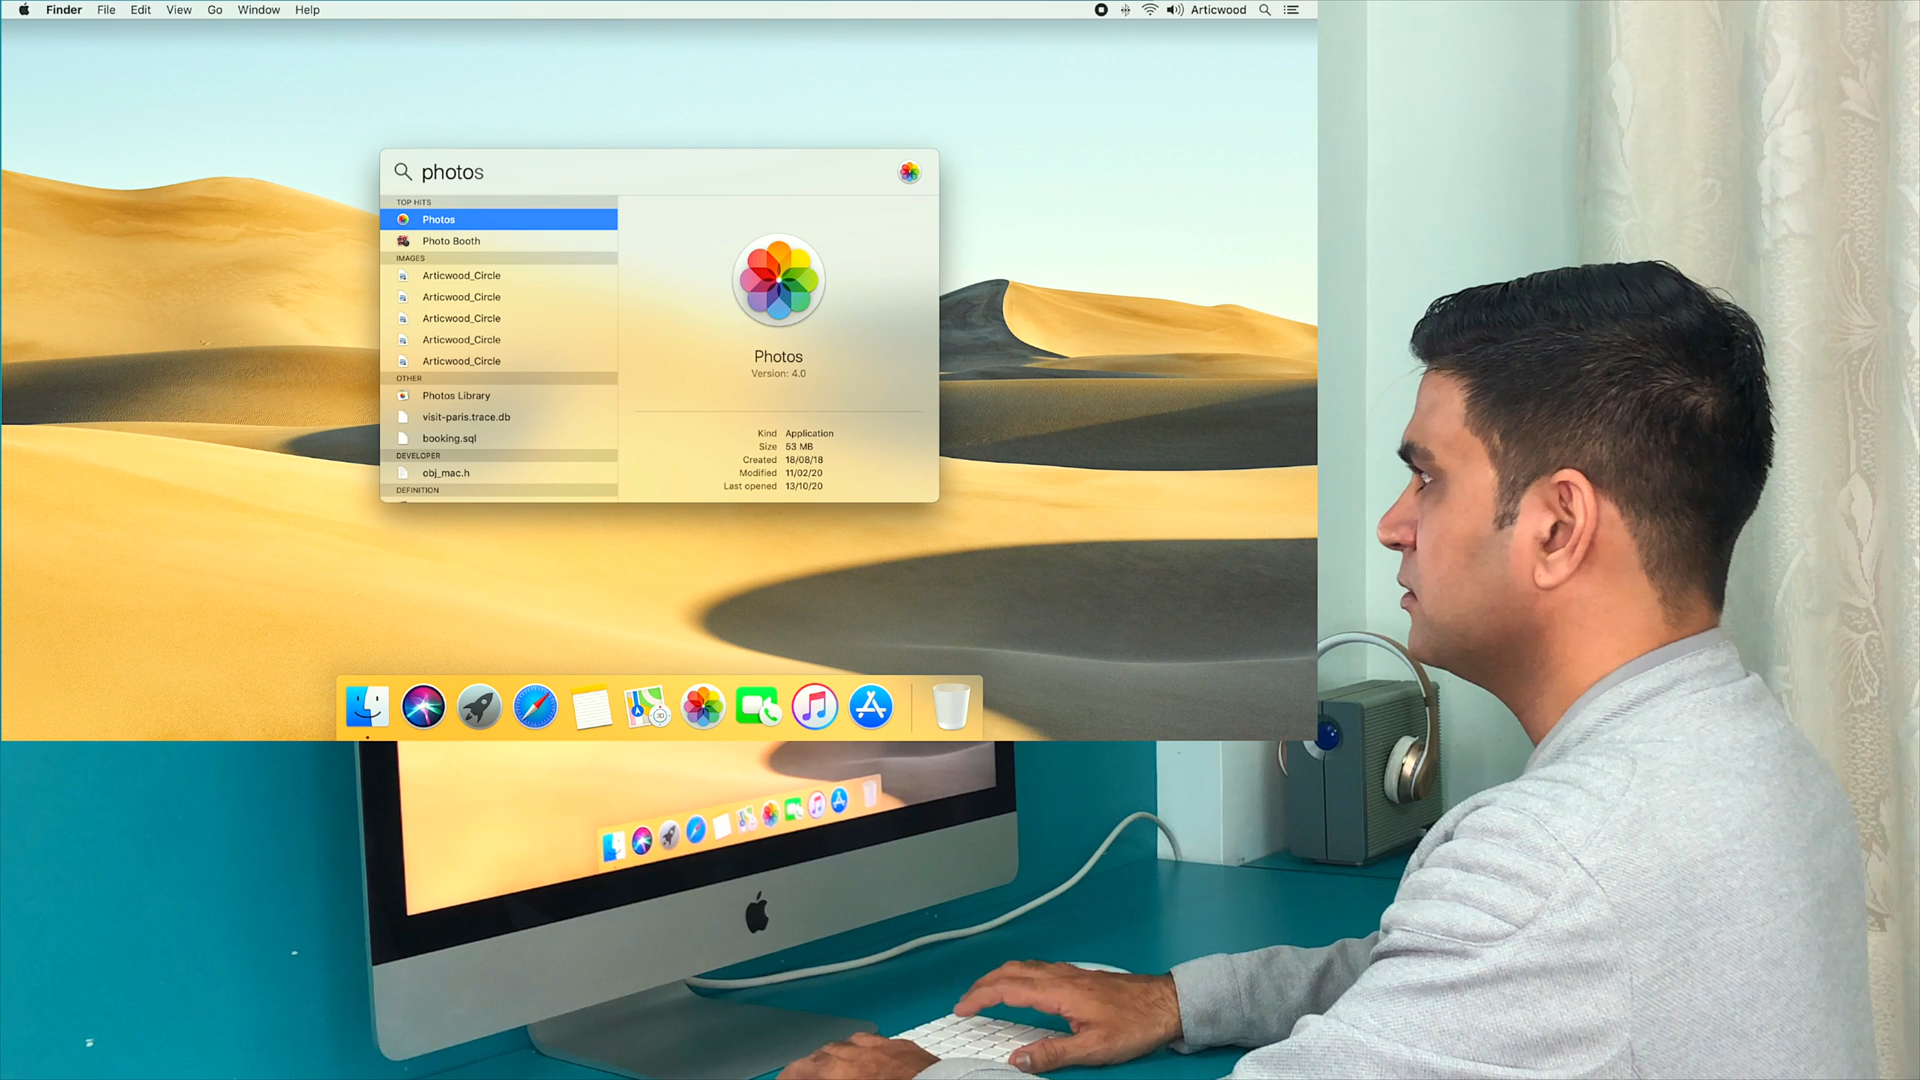 Finder File Edit View Go Window Help Articwood
photos
TOP HITS
Photos
Photo Booth
IMAGES
Articwood_Circle
Articwood_Circle
Articwood_Circle
Articwood_Circle
Articwood_Circle
OTHER
Photos Library
visit-paris.trace.db
booking.sql
DEVELOPER
obj_mac.h
DEFINITION
Photos
Version: 4.0
Kind Application
Size 53 MB
Created 18/08/18
Modified 11/02/20
Last opened 13/10/20
3D